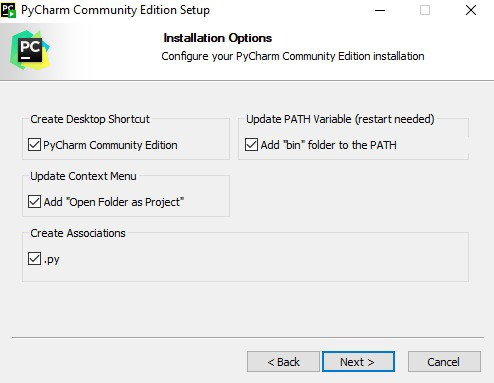 PC PyCharm Community Edition Setup
PC
Installation Options
Configure your PyCharm Community Edition installation
Create Desktop Shortcut
PyCharm Community Edition
Update PATH Variable (restart needed)
Add "bin" folder to the PATH
Update Context Menu
Add "Open Folder as Project"
Create Associations
.py
< Back
Next >
Cancel